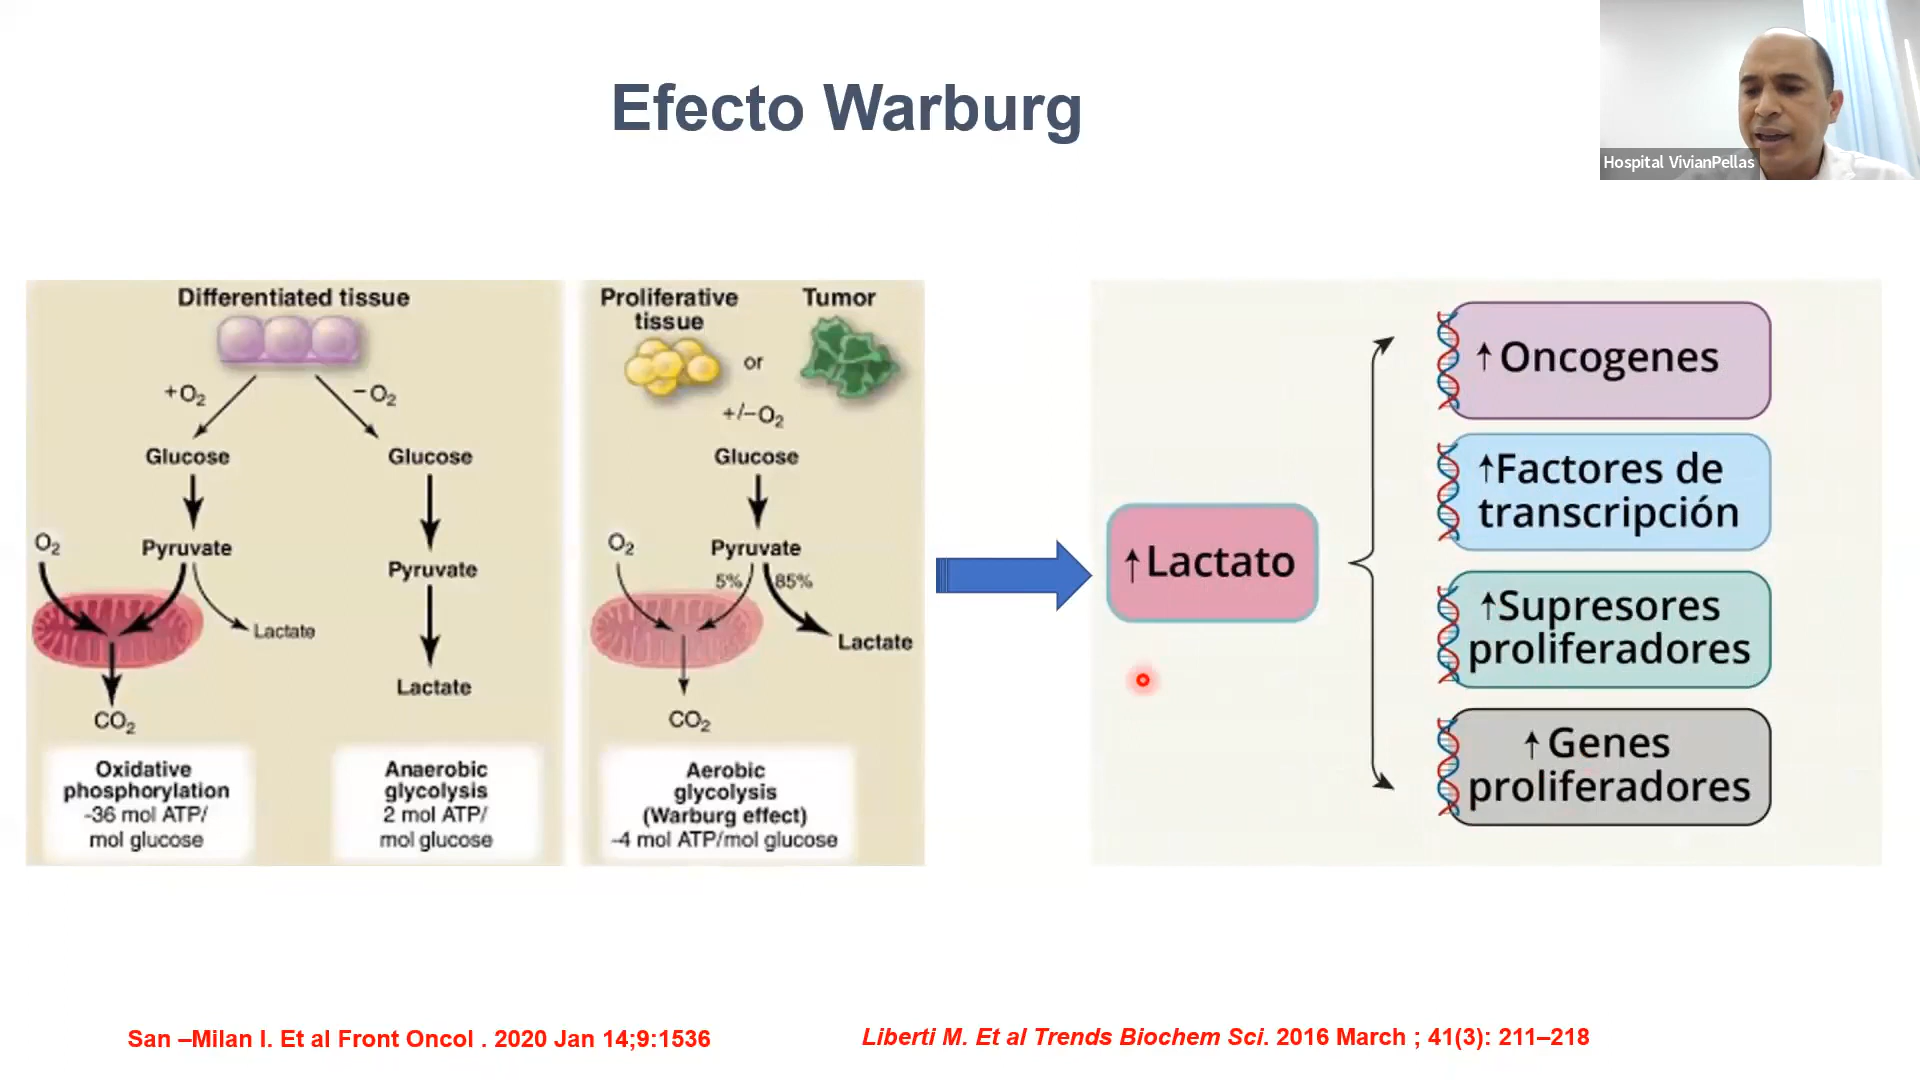 Efecto Warburg
Hospital VivianPellas
Differentiated tissue
+O₂
−O₂
Glucose
Glucose
O₂
Pyruvate
Pyruvate
Lactate
Lactate
CO₂
Oxidative
phosphorylation
-36 mol ATP/
mol glucose
Anaerobic
glycolysis
2 mol ATP/
mol glucose
Proliferative
tissue
or
Tumor
+/−O₂
Glucose
O₂
Pyruvate
5%
85%
Lactate
CO₂
Aerobic
glycolysis
(Warburg effect)
-4 mol ATP/mol glucose
↑Lactato
↑Oncogenes
↑Factores de
transcripción
↑Supresores
proliferadores
↑Genes
proliferadores
San –Milan I. Et al Front Oncol . 2020 Jan 14;9:1536
Liberti M. Et al Trends Biochem Sci. 2016 March ; 41(3): 211–218